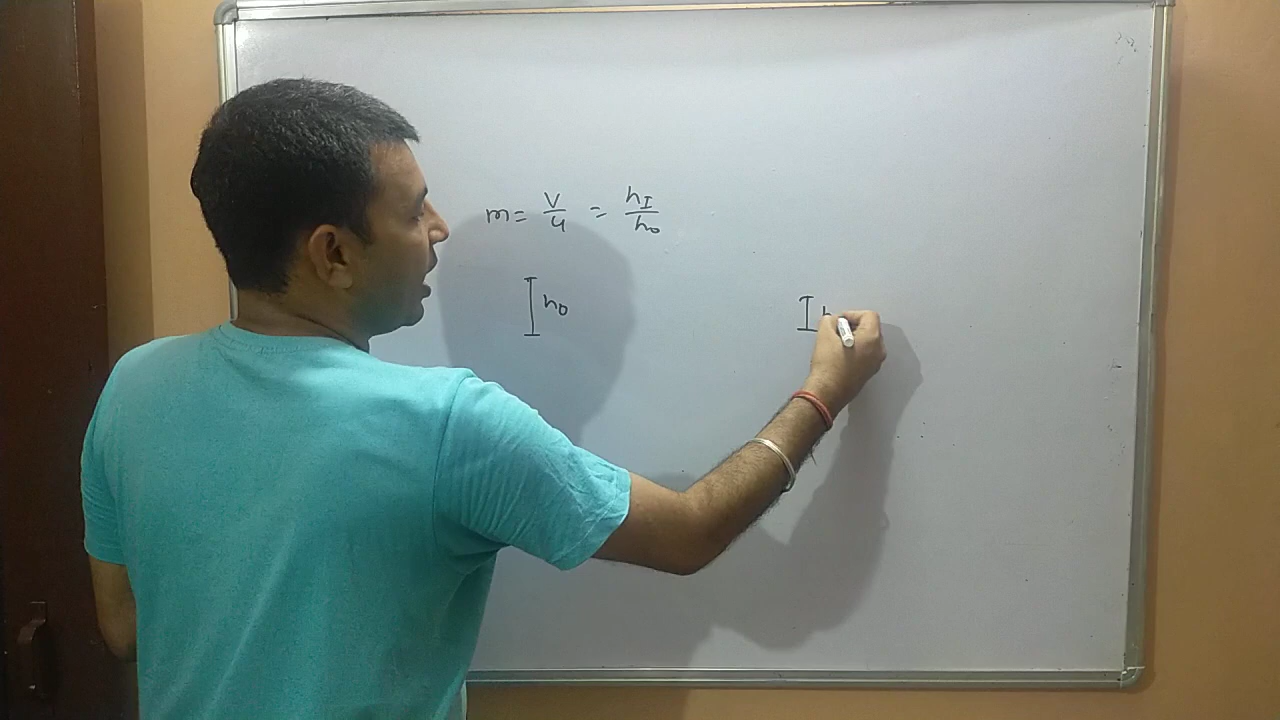 m = v/u = hI/ho
ho
h